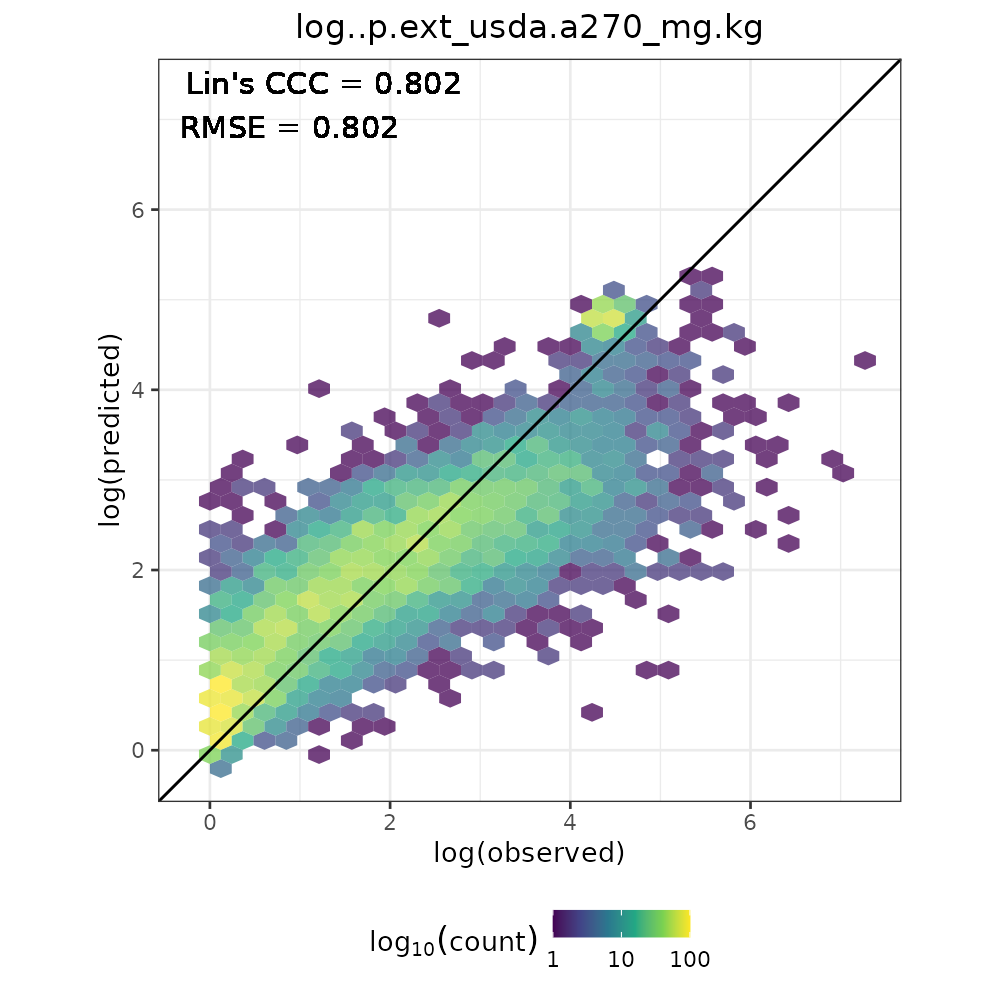 log..p.ext_usda.a270_mg.kg
Lin's CCC = 0.802
RMSE = 0.802
log(predicted)
6
4
2
0
0 2 4 6
log(observed)
log10(count)
1 10 100